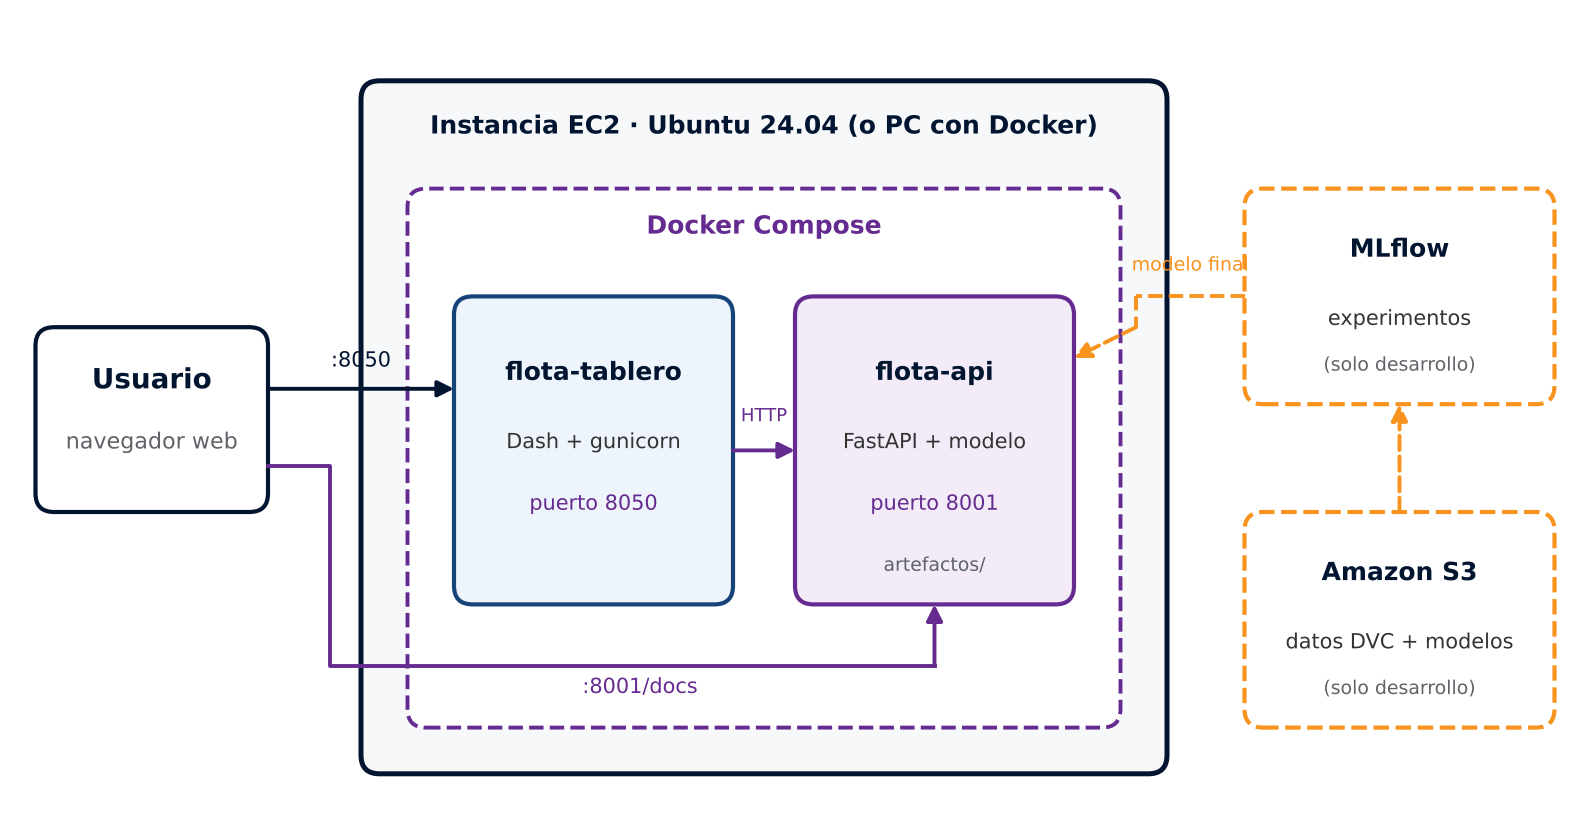 Instancia EC2 · Ubuntu 24.04 (o PC con Docker)
Docker Compose
Usuario
navegador web
:8050
flota-tablero
Dash + gunicorn
puerto 8050
HTTP
flota-api
FastAPI + modelo
puerto 8001
artefactos/
:8001/docs
modelo final
MLflow
experimentos
(solo desarrollo)
Amazon S3
datos DVC + modelos
(solo desarrollo)